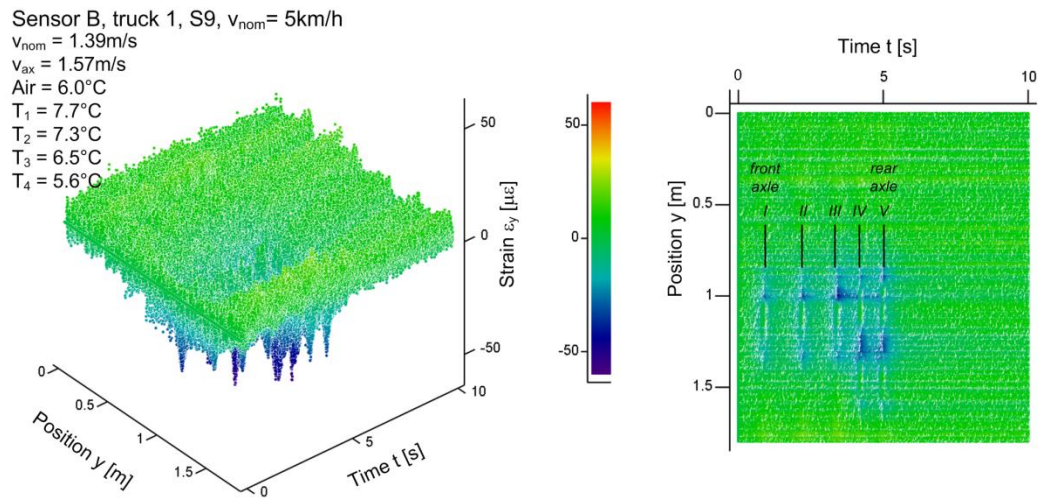 Sensor B, truck 1, S9, vnom= 5km/h
vnom = 1.39m/s
vax = 1.57m/s
Air = 6.0°C
T1 = 7.7°C
T2 = 7.3°C
T3 = 6.5°C
T4 = 5.6°C
50
0
-50
Strain εy [µε]
0
0.5
1
1.5
Position y [m]
0
5
10
Time t [s]
50
0
-50
Time t [s]
0
5
10
0
0.5
1
1.5
Position y [m]
front
axle
rear
axle
I
II
III
IV
V